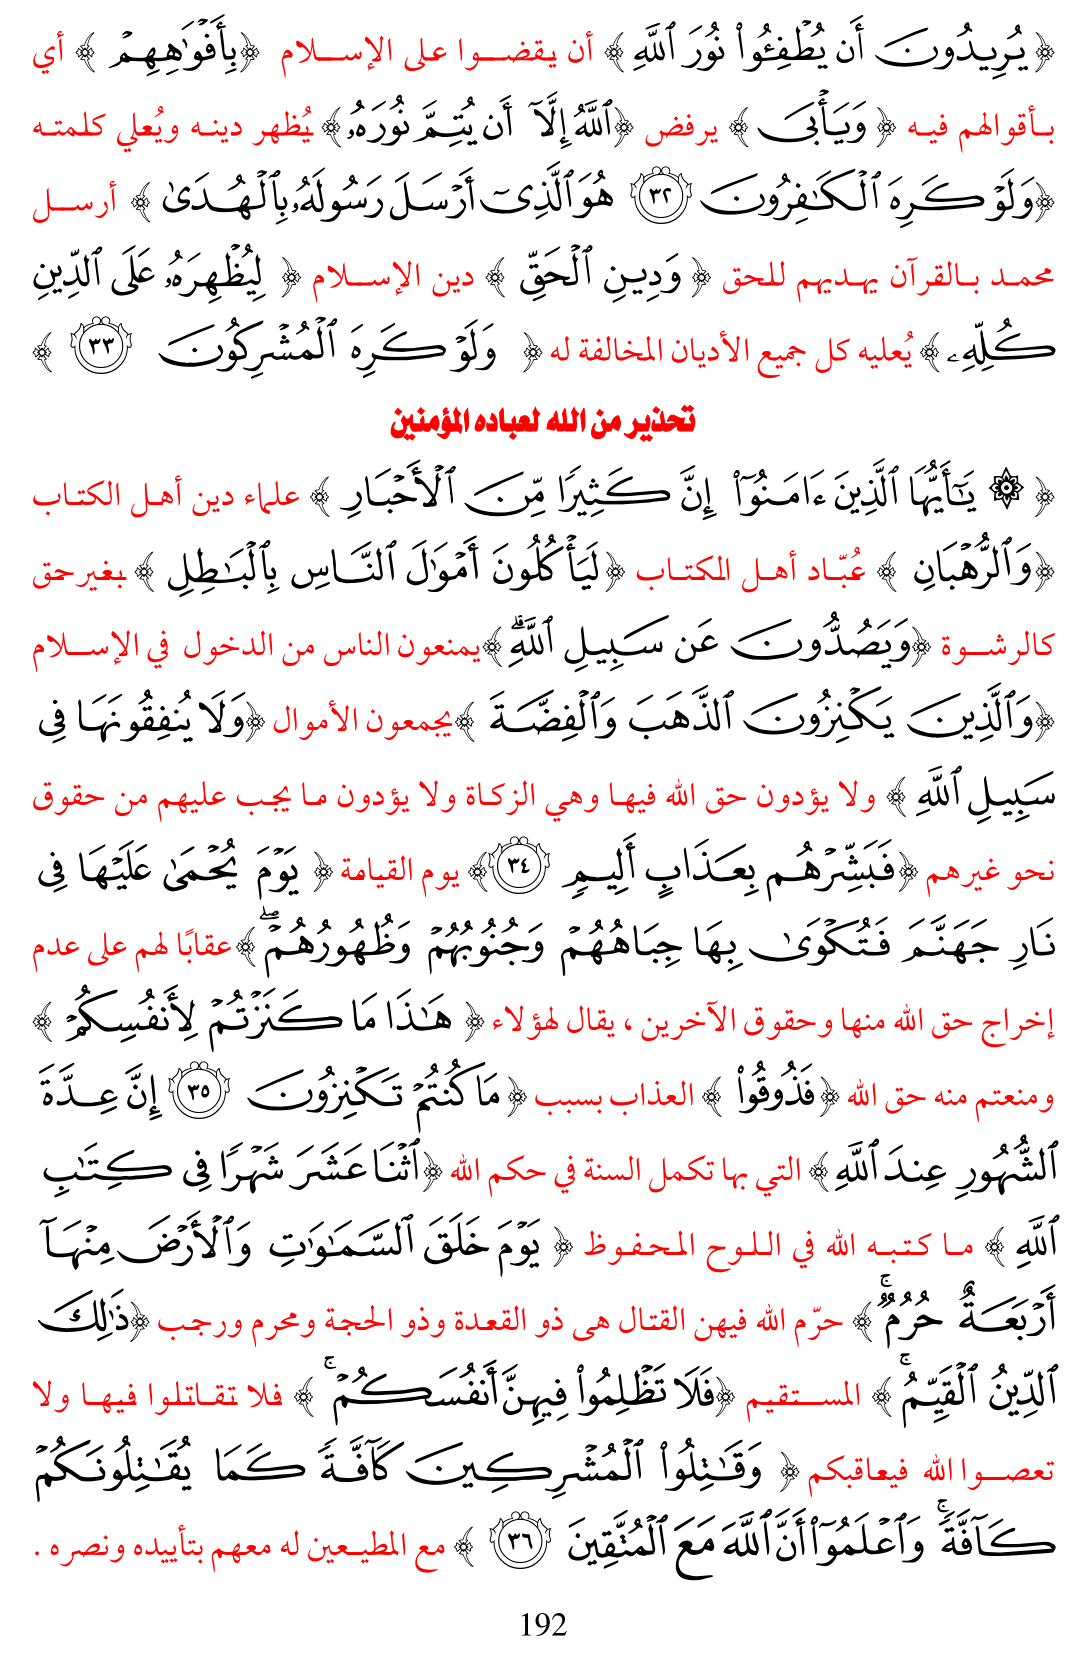 ﴿ يُرِيدُونَ أَن يُطْفِـُٔوا۟ نُورَ ٱللَّهِ ﴾ أن يقضوا على الإسلام ﴿بِأَفْوَٰهِهِمْ ﴾ أي
بأقوالهم فيه ﴿ وَيَأْبَى ﴾ يرفض ﴿ٱللَّهُ إِلَّآ أَن يُتِمَّ نُورَهُۥ﴾ يُظهر دينه ويُعلي كلمته
﴿وَلَوْ كَرِهَ ٱلْكَٰفِرُونَ ٣٢ هُوَ ٱلَّذِىٓ أَرْسَلَ رَسُولَهُۥ بِٱلْهُدَىٰ ﴾ أرسل
محمد بالقرآن يهديهم للحق ﴿ وَدِينِ ٱلْحَقِّ ﴾ دين الإسلام ﴿ لِيُظْهِرَهُۥ عَلَى ٱلدِّينِ
كُلِّهِۦ ﴾ يُعليه كل جميع الأديان المخالفة له ﴿ وَلَوْ كَرِهَ ٱلْمُشْرِكُونَ ٣٣ ﴾
تحذير من الله لعباده المؤمنين
﴿ ۞ يَٰٓأَيُّهَا ٱلَّذِينَ ءَامَنُوٓا۟ إِنَّ كَثِيرًا مِّنَ ٱلْأَحْبَارِ ﴾ علماء دين أهل الكتاب
﴿وَٱلرُّهْبَانِ ﴾ عُبّاد أهل الكتاب ﴿لَيَأْكُلُونَ أَمْوَٰلَ ٱلنَّاسِ بِٱلْبَٰطِلِ ﴾ بغير حق
كالرشوة ﴿وَيَصُدُّونَ عَن سَبِيلِ ٱللَّهِ ۗ ﴾يمنعون الناس من الدخول في الإسلام
﴿وَٱلَّذِينَ يَكْنِزُونَ ٱلذَّهَبَ وَٱلْفِضَّةَ ﴾يجمعون الأموال ﴿وَلَا يُنفِقُونَهَا فِى
سَبِيلِ ٱللَّهِ ﴾ ولا يؤدون حق الله فيها وهي الزكاة ولا يؤدون ما يجب عليهم من حقوق
نحو غيرهم ﴿فَبَشِّرْهُم بِعَذَابٍ أَلِيمٍ ٣٤﴾ يوم القيامة ﴿ يَوْمَ يُحْمَىٰ عَلَيْهَا فِى
نَارِ جَهَنَّمَ فَتُكْوَىٰ بِهَا جِبَاهُهُمْ وَجُنُوبُهُمْ وَظُهُورُهُمْ ۖ ﴾عقابًا لهم على عدم
إخراج حق الله منها وحقوق الآخرين ، يقال لهؤلاء ﴿ هَٰذَا مَا كَنَزْتُمْ لِأَنفُسِكُمْ ﴾
ومنعتم منه حق الله ﴿فَذُوقُوا۟ ﴾ العذاب بسبب ﴿مَا كُنتُمْ تَكْنِزُونَ ٣٥ إِنَّ عِدَّةَ
ٱلشُّهُورِ عِندَ ٱللَّهِ ﴾ التي بها تكمل السنة في حكم الله ﴿ٱثْنَا عَشَرَ شَهْرًا فِى كِتَٰبِ
ٱللَّهِ ﴾ ما كتبه الله في اللوح المحفوظ ﴿ يَوْمَ خَلَقَ ٱلسَّمَٰوَٰتِ وَٱلْأَرْضَ مِنْهَآ
أَرْبَعَةٌ حُرُمٌ ۚ ﴾ حرّم الله فيهن القتال هى ذو القعدة وذو الحجة ومحرم ورجب ﴿ذَٰلِكَ
ٱلدِّينُ ٱلْقَيِّمُ ۚ ﴾ المستقيم ﴿فَلَا تَظْلِمُوا۟ فِيهِنَّ أَنفُسَكُمْ ۚ ﴾ فلا تقاتلوا فيها ولا
تعصوا الله فيعاقبكم ﴿ وَقَٰتِلُوا۟ ٱلْمُشْرِكِينَ كَآفَّةً كَمَا يُقَٰتِلُونَكُمْ
كَآفَّةً ۚ وَٱعْلَمُوٓا۟ أَنَّ ٱللَّهَ مَعَ ٱلْمُتَّقِينَ ٣٦ ﴾ مع المطيعين له معهم بتأييده ونصره .
192